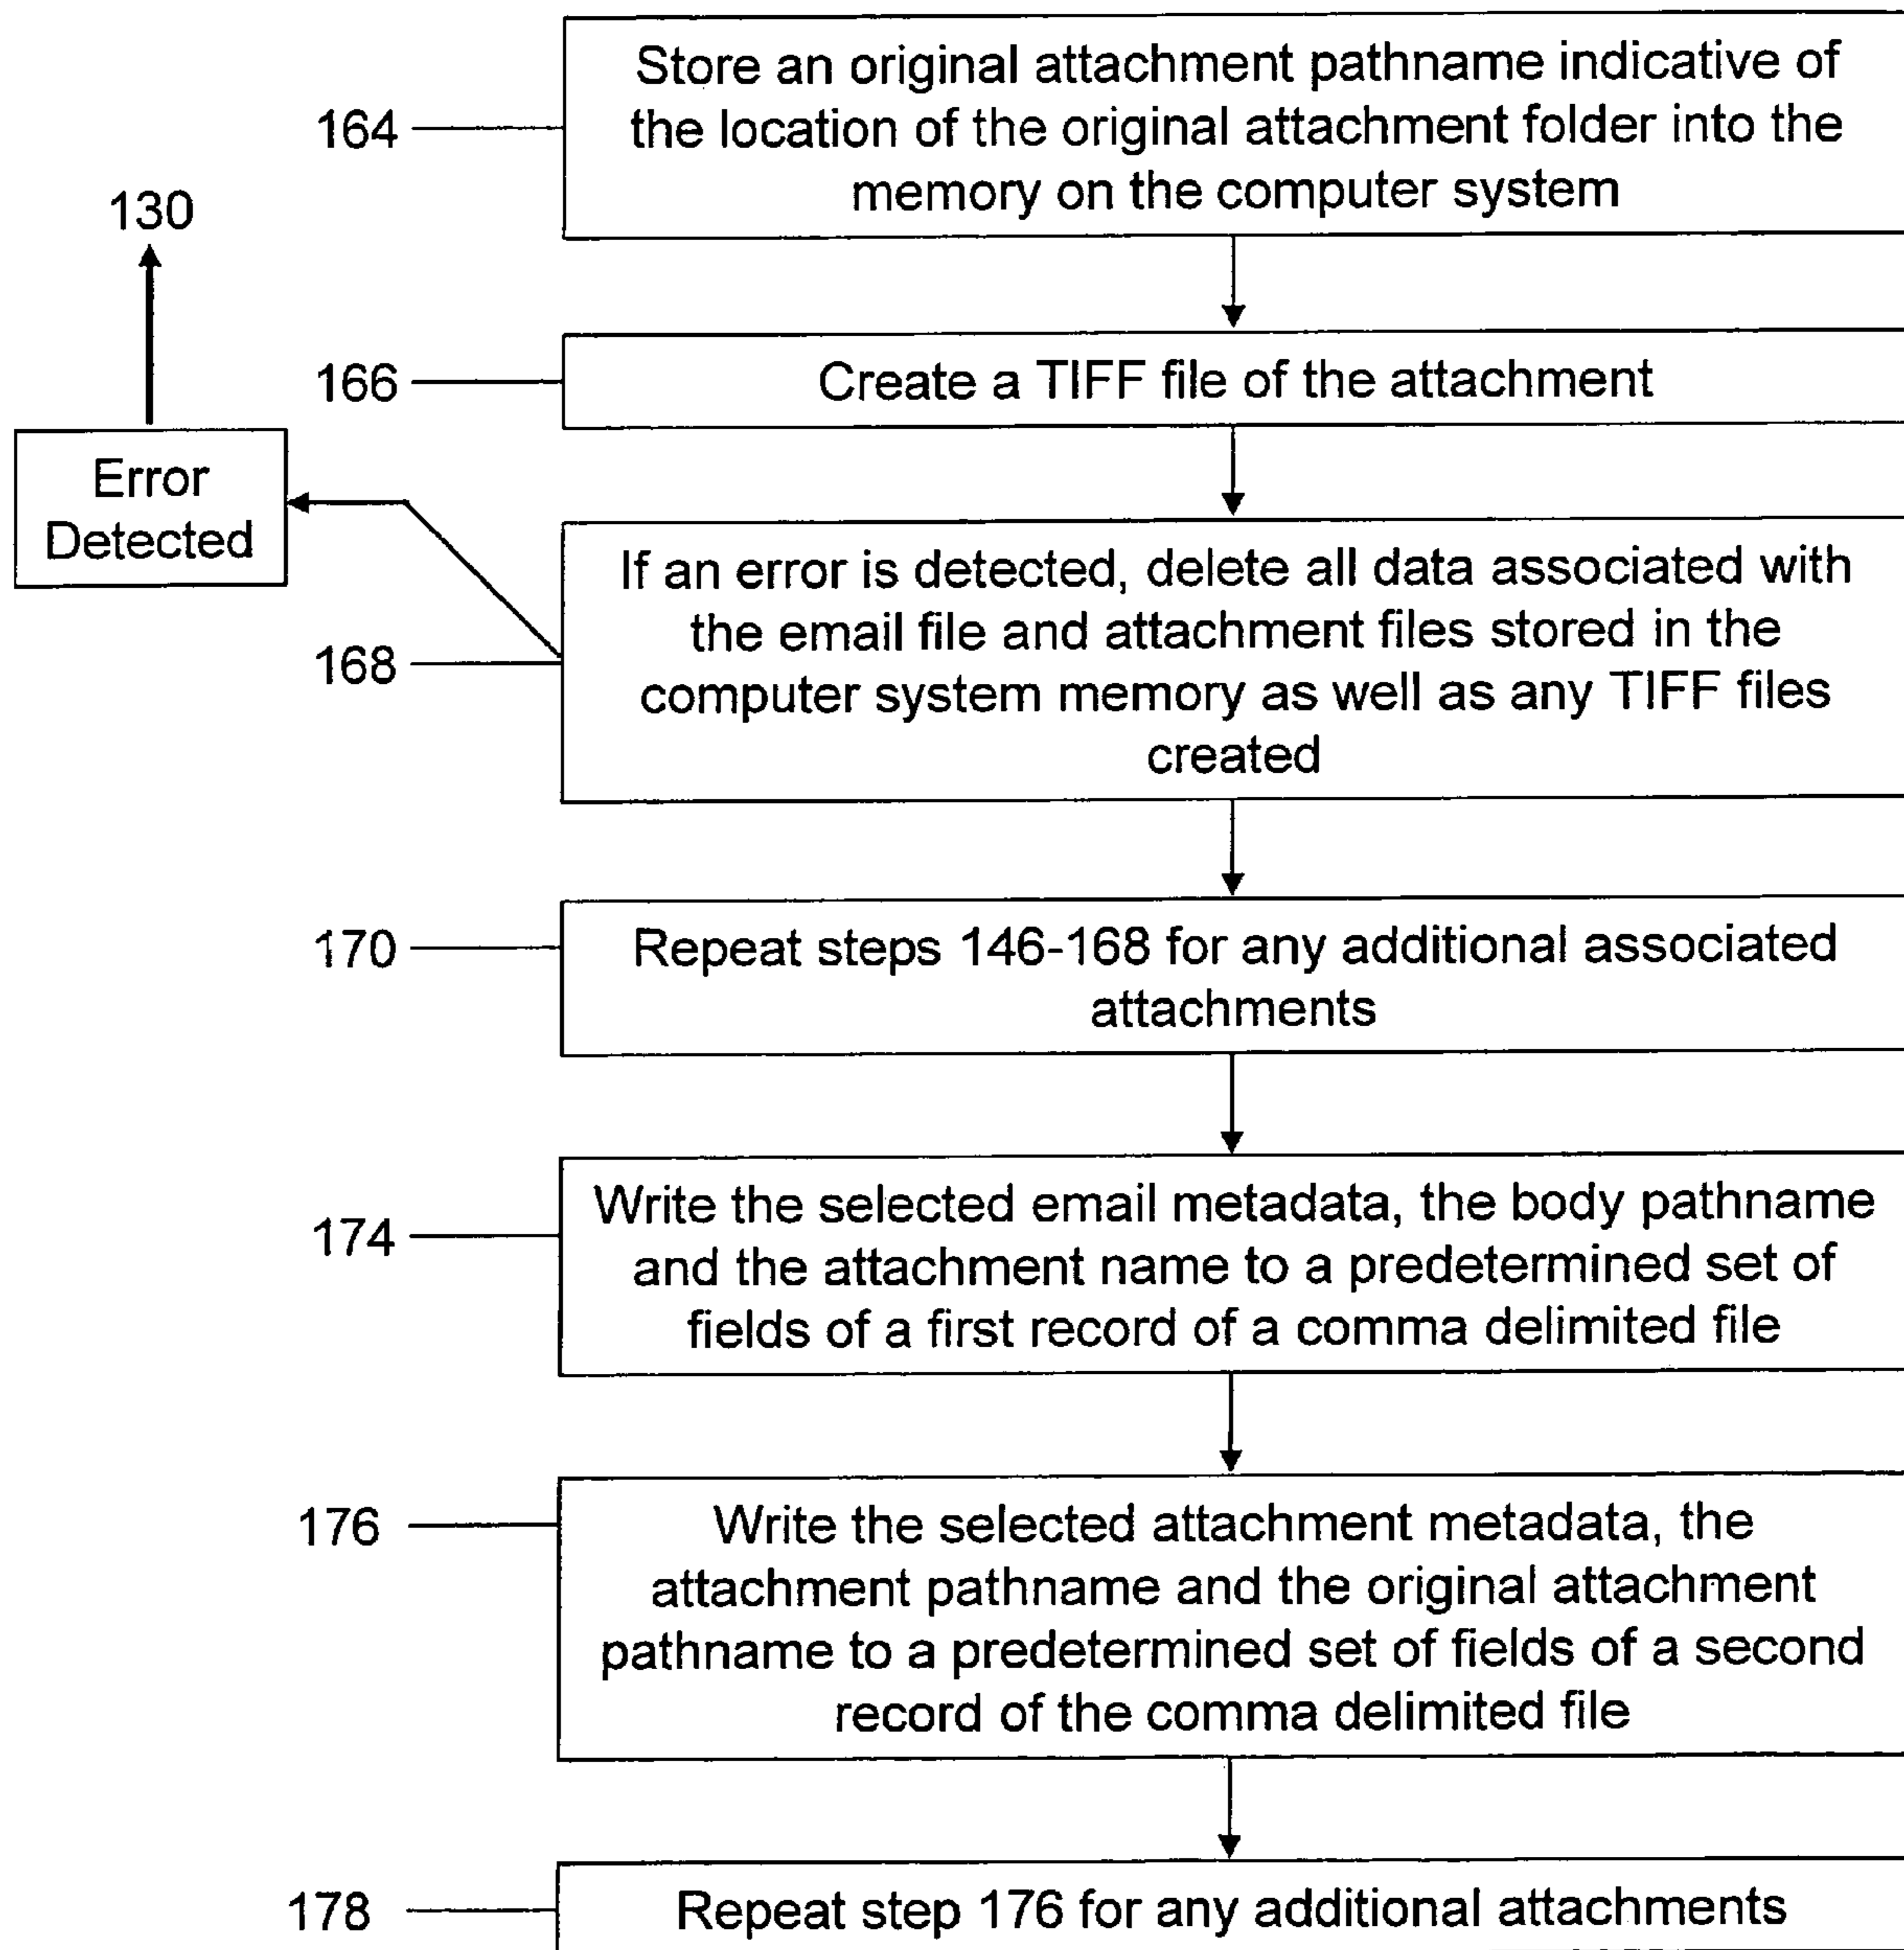 164
Store an original attachment pathname indicative of
the location of the original attachment folder into the
memory on the computer system
130
166
Create a TIFF file of the attachment
Error
Detected
168
If an error is detected, delete all data associated with
the email file and attachment files stored in the
computer system memory as well as any TIFF files
created
170
Repeat steps 146-168 for any additional associated
attachments
174
Write the selected email metadata, the body pathname
and the attachment name to a predetermined set of
fields of a first record of a comma delimited file
176
Write the selected attachment metadata, the
attachment pathname and the original attachment
pathname to a predetermined set of fields of a second
record of the comma delimited file
178
Repeat step 176 for any additional attachments